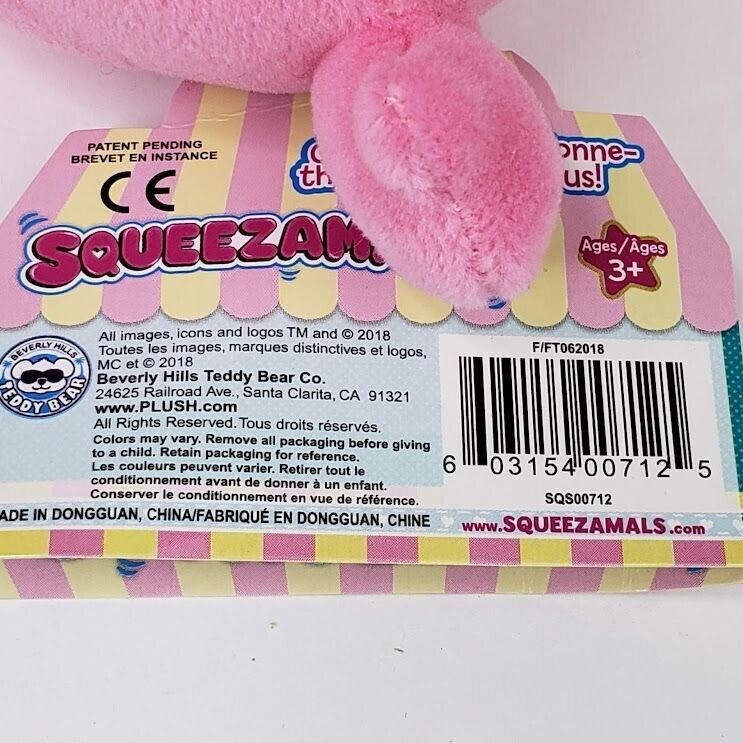 PATENT PENDING
BREVET EN INSTANCE
CE
us!
SQUEEZAM
Ages/Âges
3+
BEVERLY HILLS
TEDDY BEAR
All images, icons and logos TM and © 2018
Toutes les images, marques distinctives et logos,
MC et © 2018
Beverly Hills Teddy Bear Co.
24625 Railroad Ave., Santa Clarita, CA 91321
www.PLUSH.com
All Rights Reserved. Tous droits réservés.
Colors may vary. Remove all packaging before giving
to a child. Retain packaging for reference.
Les couleurs peuvent varier. Retirer tout le
conditionnement avant de donner à un enfant.
Conserver le conditionnement en vue de référence.
ADE IN DONGGUAN, CHINA/FABRIQUÉ EN DONGGUAN, CHINE
F/FT062018
6 03154 00712 5
SQS00712
www.SQUEEZAMALS.com